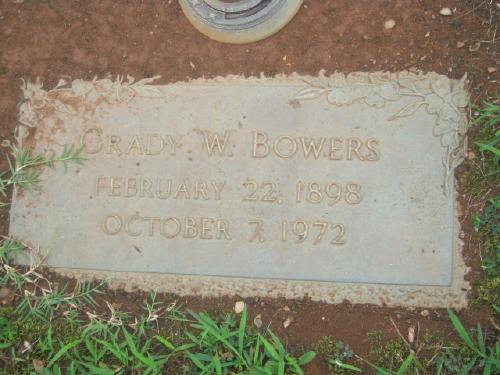 GRADY W. BOWERS
FEBRUARY 22, 1898
OCTOBER 7, 1972